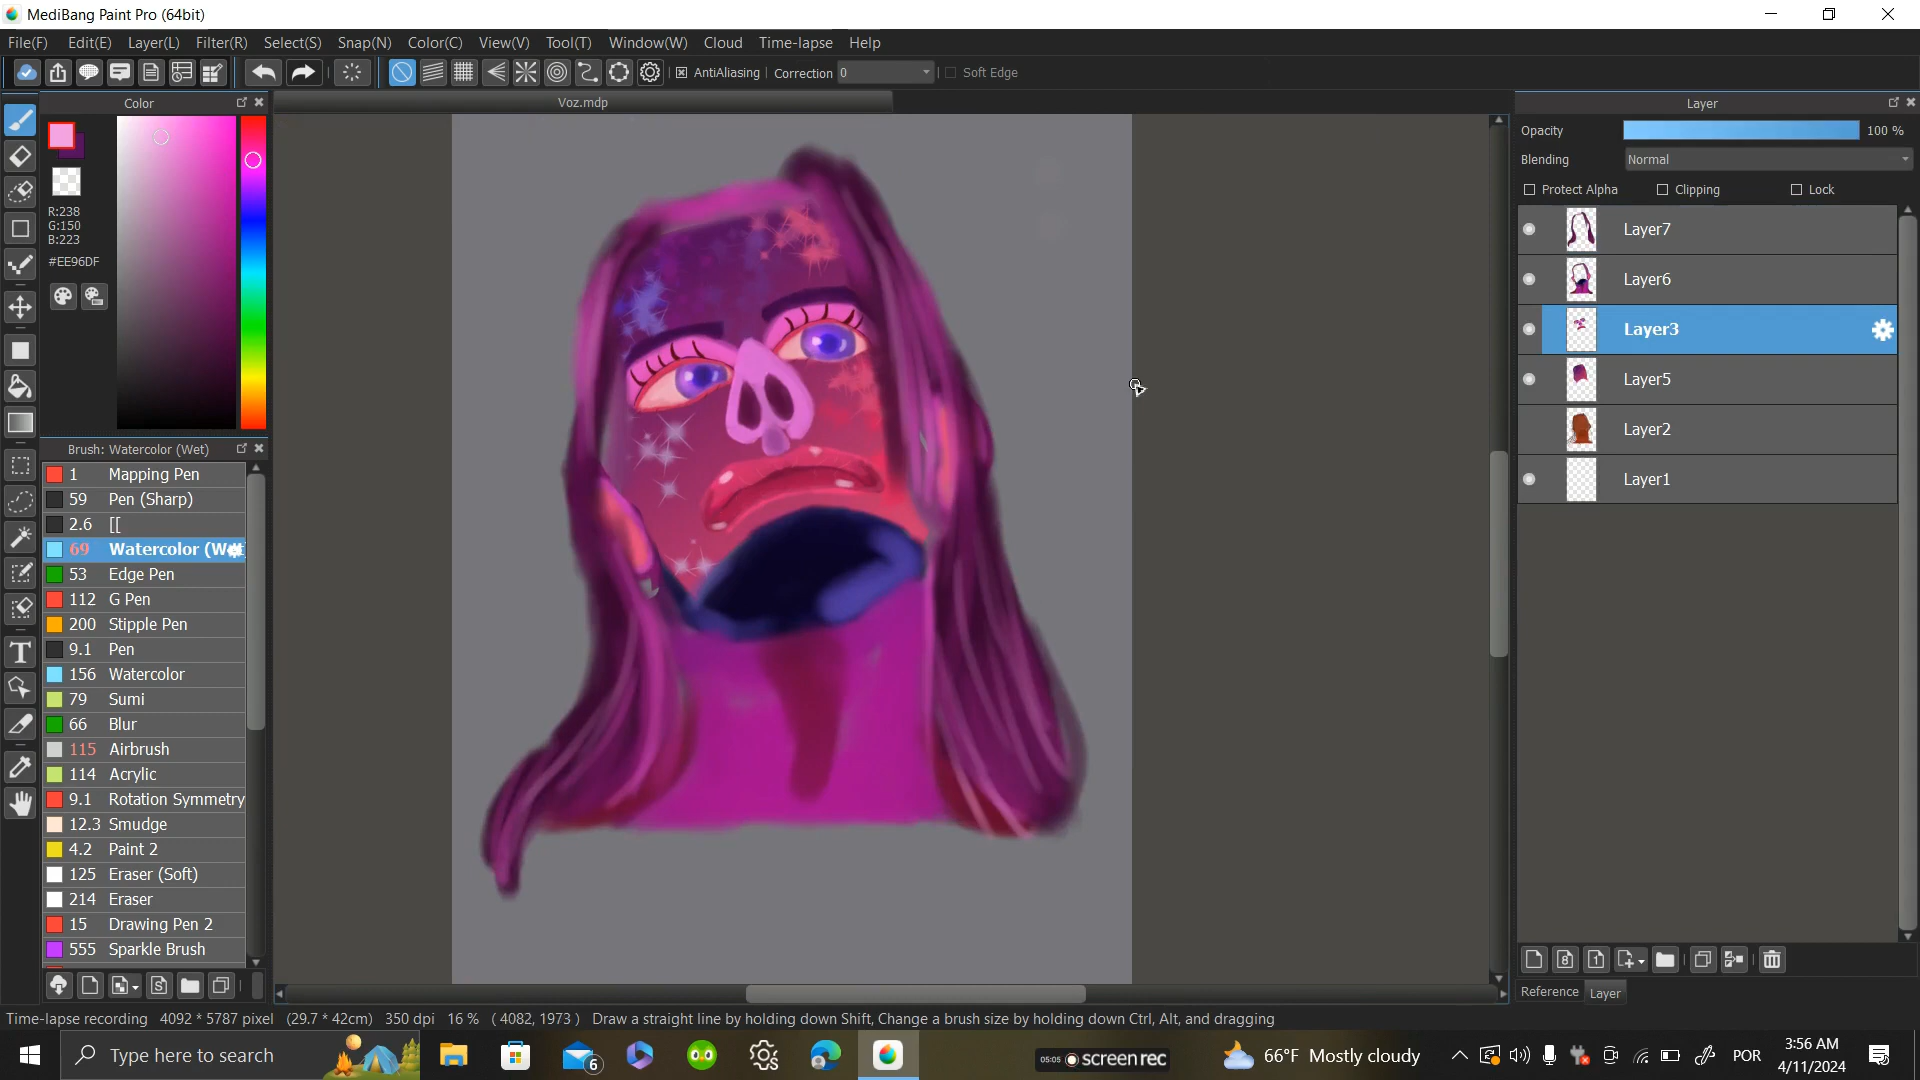 MediBang Paint Pro (64bit)
File(F) Edit(E) Layer(L) Filter(R) Select(S) Snap(N) Color(C) View(V) Tool(T) Window(W) Cloud Time-lapse Help
AntiAliasing Correction 0 Soft Edge
Color
Voz.mdp
Layer
Opacity 100 %
Blending Normal
Protect Alpha Clipping Lock
R:238
G:150
B:223
#EE96DF
Layer7
Layer6
Layer3
Layer5
Layer2
Layer1
Brush: Watercolor (Wet)
1 Mapping Pen
59 Pen (Sharp)
2.6 [[
69 Watercolor (W
53 Edge Pen
112 G Pen
200 Stipple Pen
9.1 Pen
156 Watercolor
79 Sumi
66 Blur
115 Airbrush
114 Acrylic
9.1 Rotation Symmetry
12.3 Smudge
4.2 Paint 2
125 Eraser (Soft)
214 Eraser
15 Drawing Pen 2
555 Sparkle Brush
Reference Layer
Time-lapse recording 4092 * 5787 pixel (29.7 * 42cm) 350 dpi 16 % ( 4082, 1973 ) Draw a straight line by holding down Shift, Change a brush size by holding down Ctrl, Alt, and dragging
Type here to search
6
05:05 screen rec
66°F Mostly cloudy
POR
3:56 AM
4/11/2024